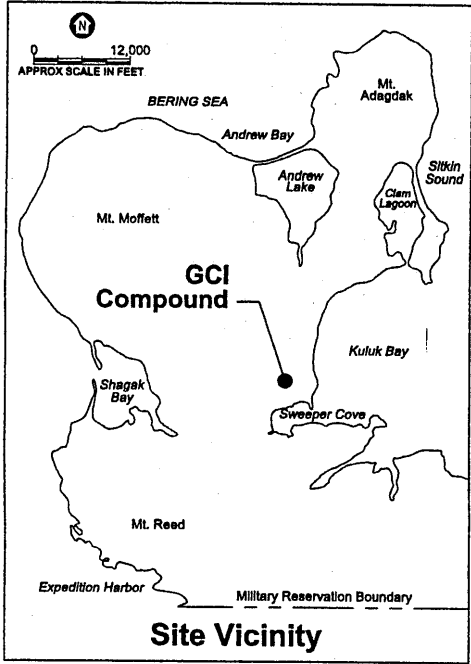 N
0 12,000
APPROX SCALE IN FEET
BERING SEA
Mt.
Adagdak
Andrew Bay
Andrew
Lake
Sitkin
Sound
Clam
Lagoon
Mt. Moffett
GCI
Compound
Kuluk Bay
Shagak
Bay
Sweeper Cove
Mt. Reed
Expedition Harbor
Military Reservation Boundary
Site Vicinity